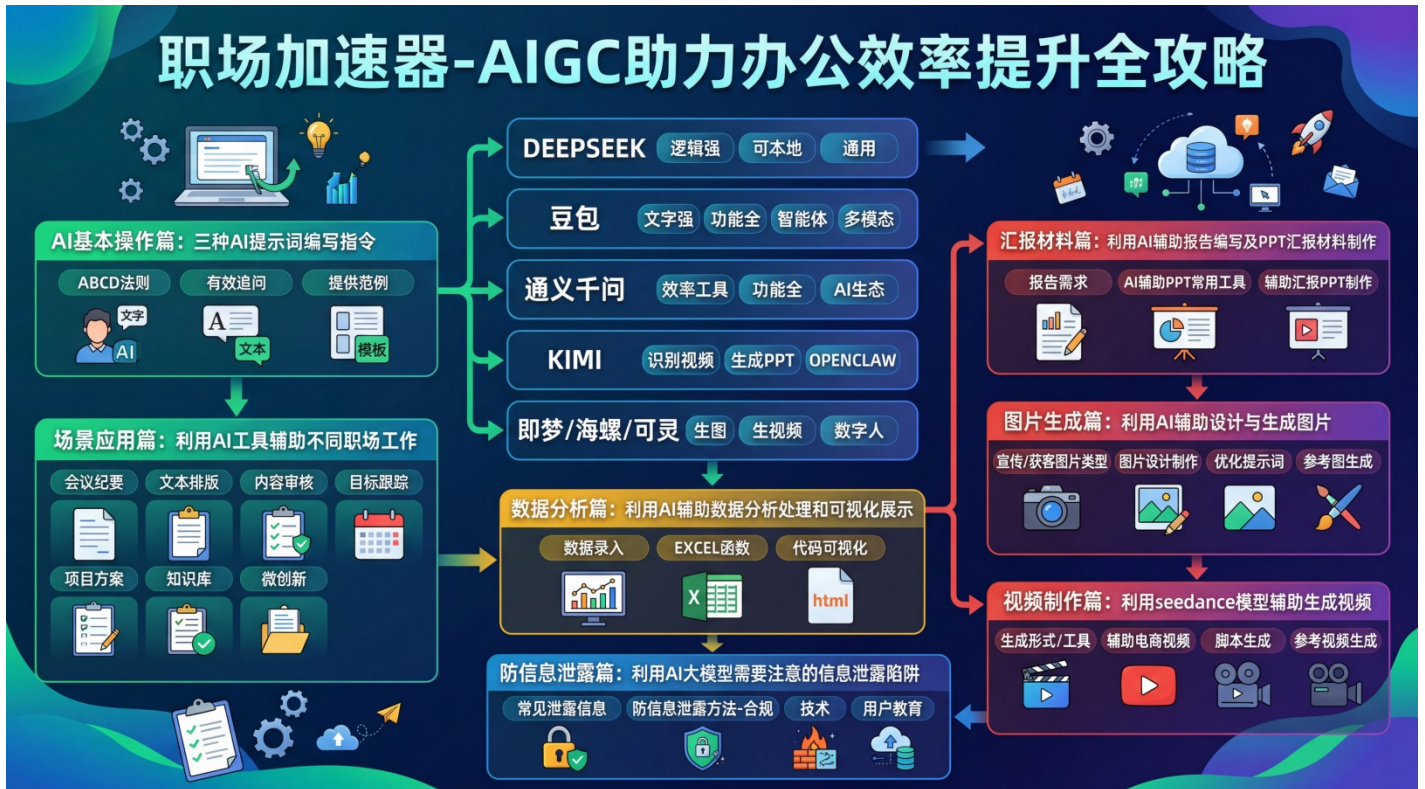 职场加速器-AIGC助力办公效率提升全攻略
AI基本操作篇：三种AI提示词编写指令
ABCD法则 有效追问 提供范例
文字 AI A 文本 模板
场景应用篇：利用AI工具辅助不同职场工作
会议纪要 文本排版 内容审核 目标跟踪
项目方案 知识库 微创新
DEEPSEEK 逻辑强 可本地 通用
豆包 文字强 功能全 智能体 多模态
通义千问 效率工具 功能全 AI生态
KIMI 识别视频 生成PPT OPENCLAW
即梦/海螺/可灵 生图 生视频 数字人
数据分析篇：利用AI辅助数据分析处理和可视化展示
数据录入 EXCEL函数 代码可视化
X html
防信息泄露篇：利用AI大模型需要注意的信息泄露陷阱
常见泄露信息 防信息泄露方法-合规 技术 用户教育
汇报材料篇：利用AI辅助报告编写及PPT汇报材料制作
报告需求 AI辅助PPT常用工具 辅助汇报PPT制作
图片生成篇：利用AI辅助设计与生成图片
宣传/获客图片类型 图片设计制作 优化提示词 参考图生成
视频制作篇：利用seedance模型辅助生成视频
生成形式/工具 辅助电商视频 脚本生成 参考视频生成